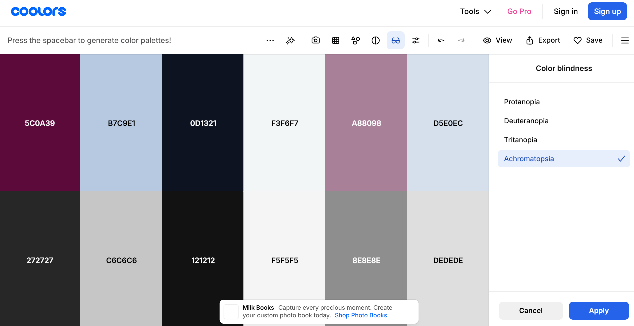 coolors
Tools
Go Pro
Sign in
Sign up
Press the spacebar to generate color palettes!
View
Export
Save
Color blindness
5C0A39
B7C9E1
0D1321
F3F6F7
A88098
D5E0EC
Protanopia
Deuteranopia
Tritanopia
Achromatopsia
272727
C6C6C6
121212
F5F5F5
8E8E8E
DEDEDE
Milk Books Capture every precious moment. Create
your custom photo book today. Shop Photo Books
Cancel
Apply